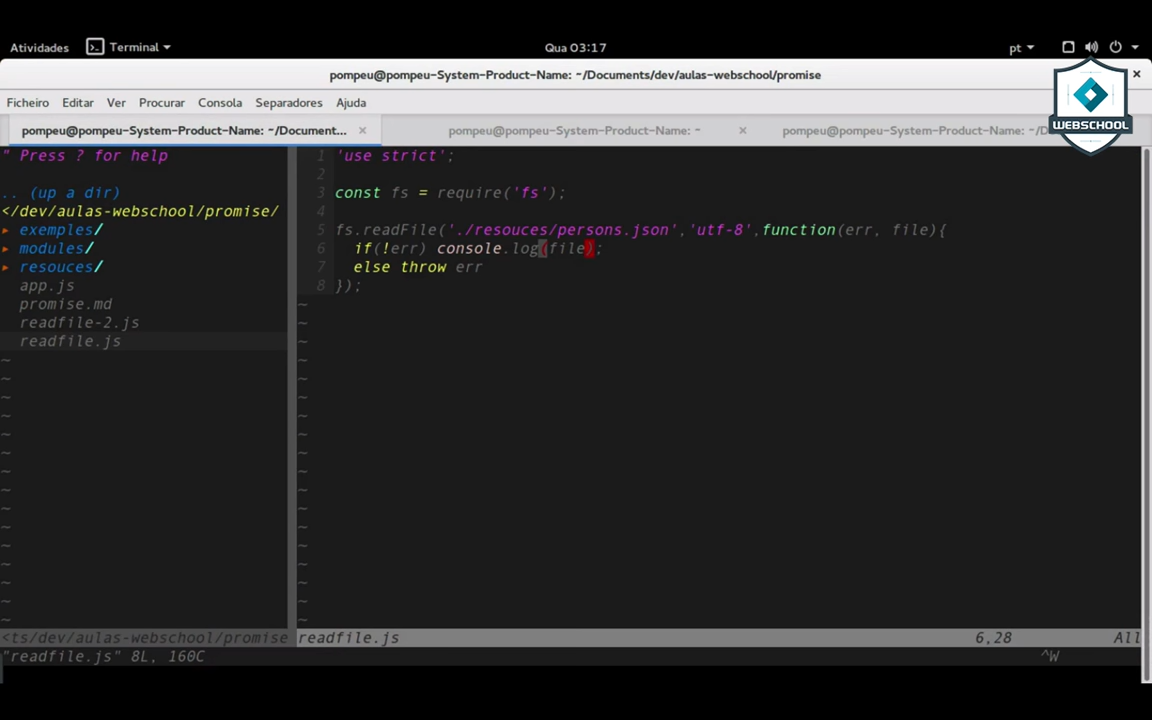 Atividades Terminal Qua 03:17 pt
pompeu@pompeu-System-Product-Name: ~/Documents/dev/aulas-webschool/promise
WEBSCHOOL
Ficheiro Editar Ver Procurar Consola Separadores Ajuda
pompeu@pompeu-System-Product-Name: ~/Document... × pompeu@pompeu-System-Product-Name: ~ × pompeu@pompeu-System-Product-Name: ~/D
" Press ? for help
.. (up a dir)
</dev/aulas-webschool/promise/
▸ exemples/
▸ modules/
▸ resouces/
app.js
promise.md
readfile-2.js
readfile.js
1 'use strict';
2
3 const fs = require('fs');
4
5 fs.readFile('./resouces/persons.json','utf-8',function(err, file){
6 if(!err) console.log(file);
7 else throw err
8 });
<ts/dev/aulas-webschool/promise readfile.js 6,28 All
"readfile.js" 8L, 160C ^W